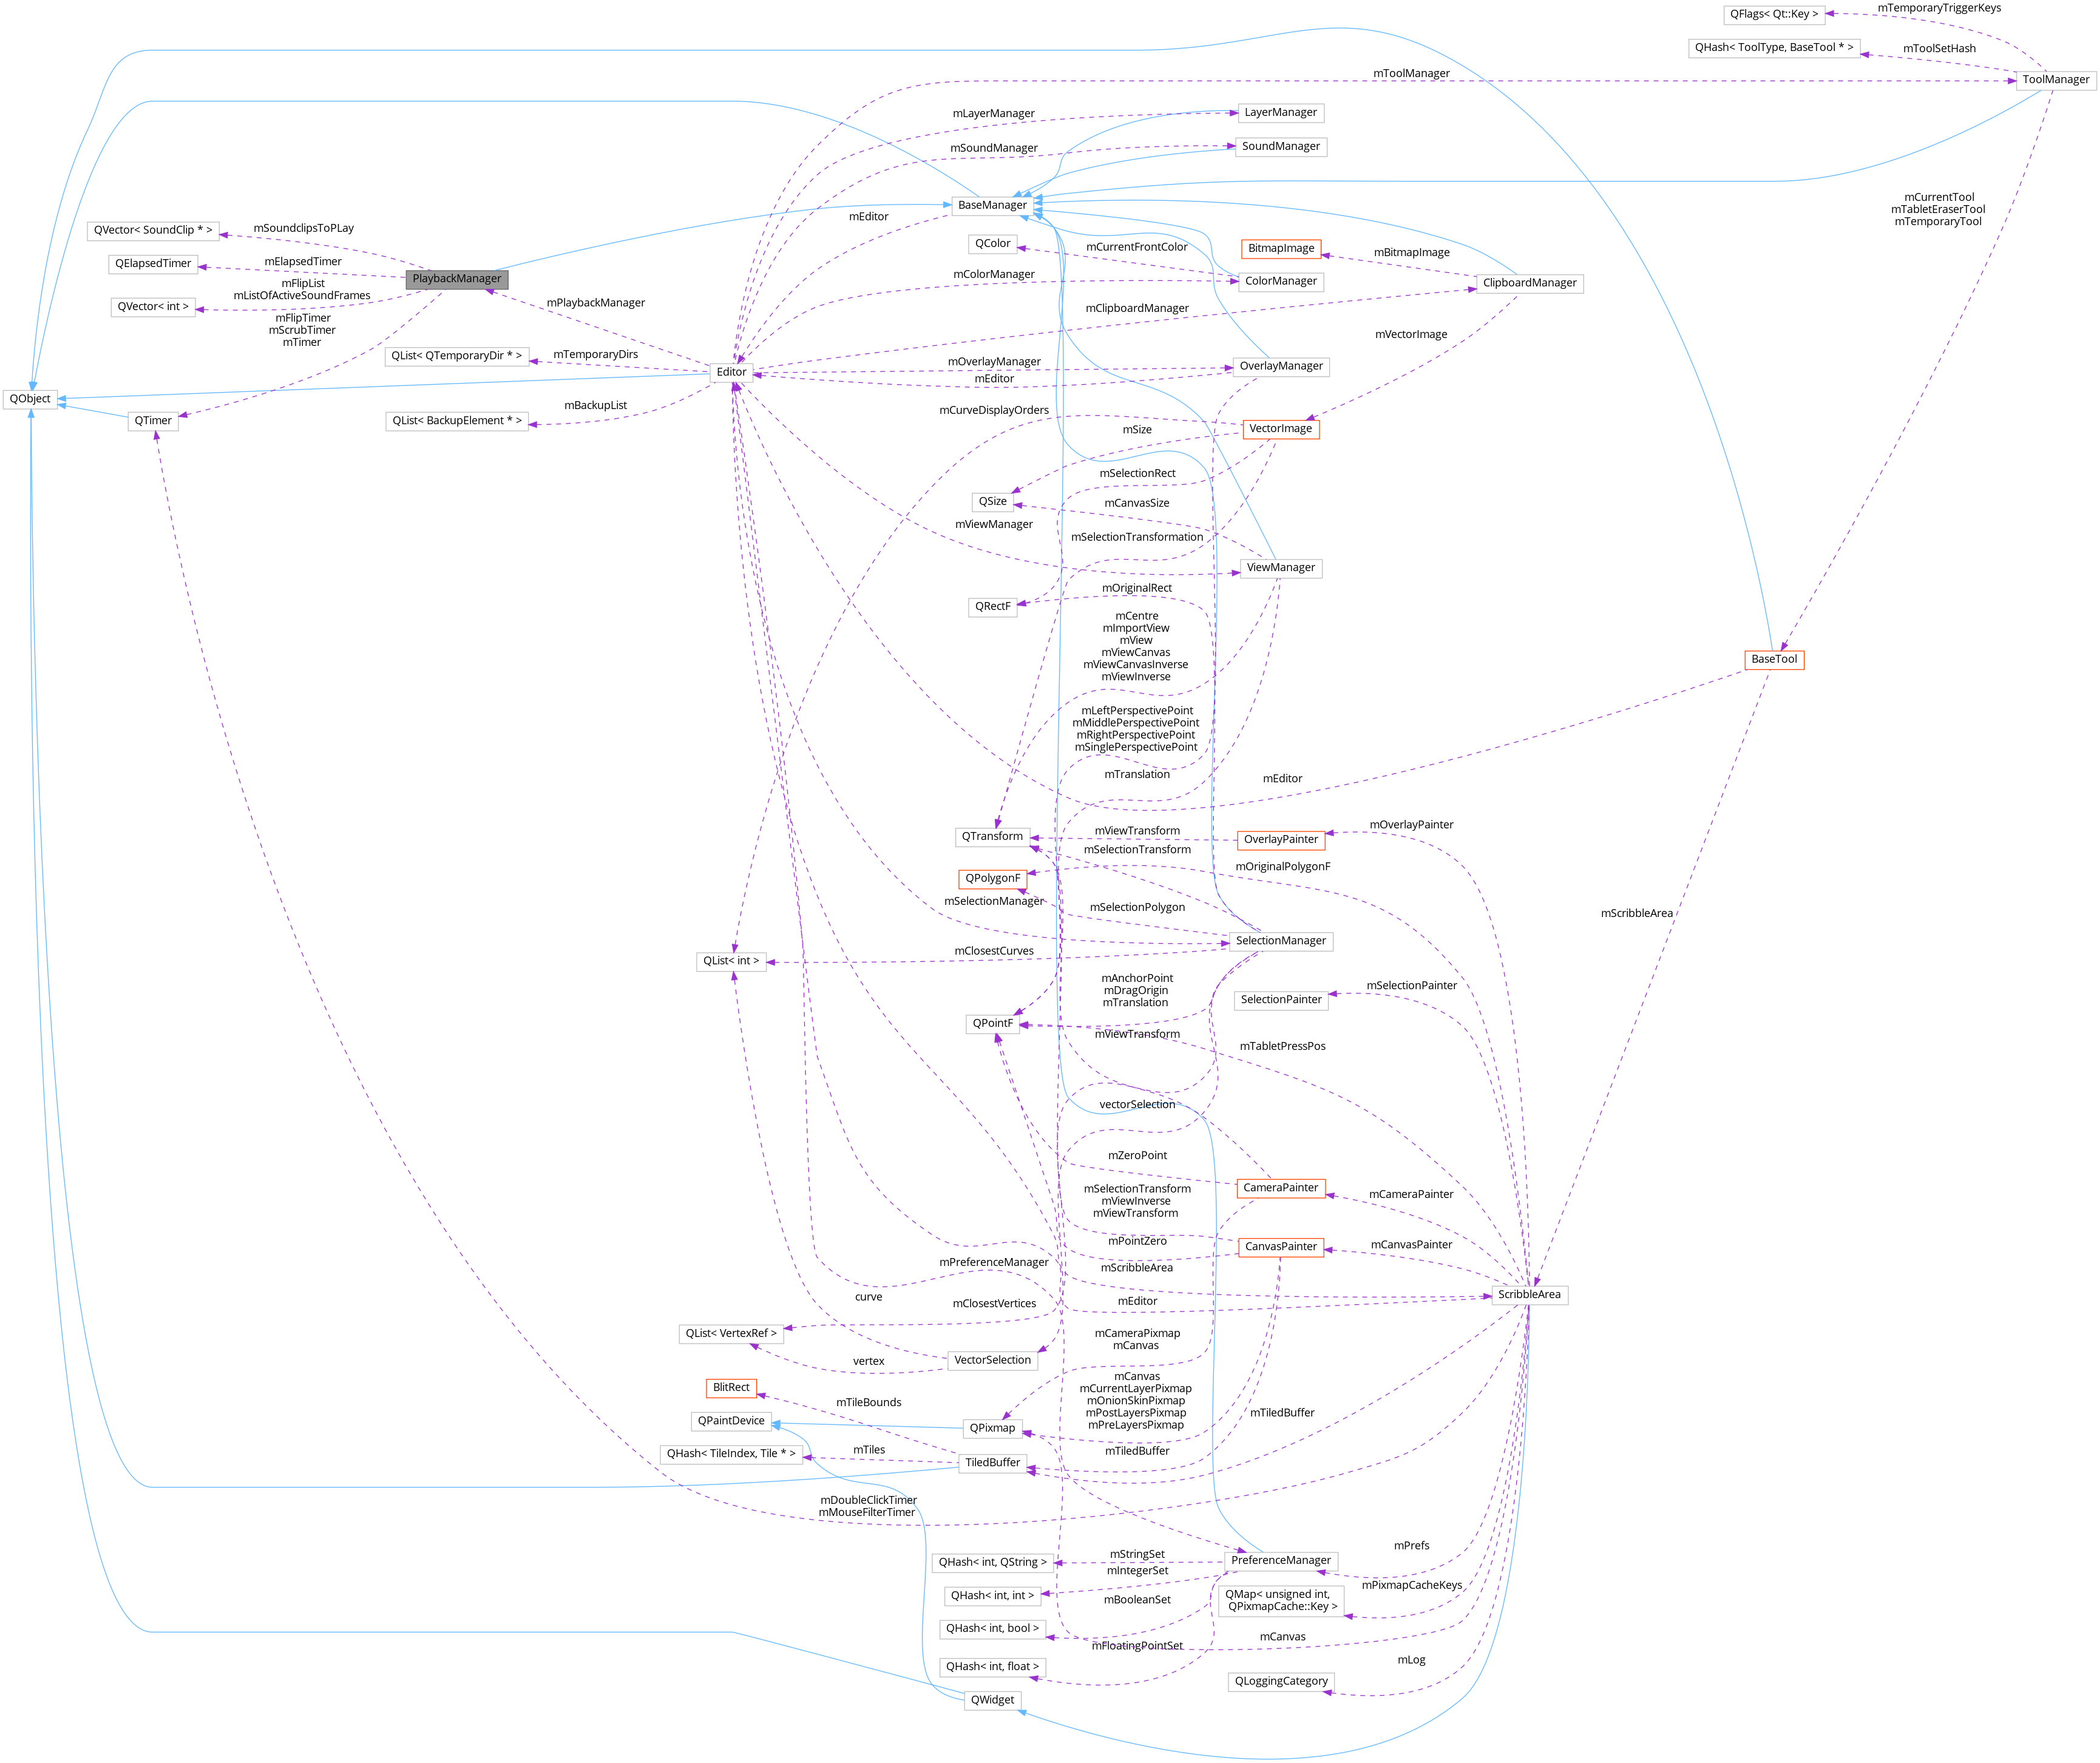 QFlags< Qt::Key >
mTemporaryTriggerKeys
QHash< ToolType, BaseTool * >
mToolSetHash
ToolManager
mToolManager
mLayerManager
LayerManager
mSoundManager
SoundManager
BaseManager
mEditor
mCurrentTool
mTabletEraserTool
mTemporaryTool
QVector< SoundClip * >
mSoundclipsToPLay
QElapsedTimer
mElapsedTimer
PlaybackManager
QVector< int >
mFlipList
mListOfActiveSoundFrames
mFlipTimer
mScrubTimer
mTimer
mPlaybackManager
QColor
mCurrentFrontColor
mColorManager
ColorManager
BitmapImage
mBitmapImage
ClipboardManager
mClipboardManager
mVectorImage
QList< QTemporaryDir * >
mTemporaryDirs
Editor
mOverlayManager
mEditor
OverlayManager
QObject
QTimer
QList< BackupElement * >
mBackupList
mCurveDisplayOrders
mSize
VectorImage
mSelectionRect
QSize
mCanvasSize
mViewManager
mSelectionTransformation
ViewManager
mOriginalRect
QRectF
mCentre
mImportView
mView
mViewCanvas
mViewCanvasInverse
mViewInverse
BaseTool
mLeftPerspectivePoint
mMiddlePerspectivePoint
mRightPerspectivePoint
mSinglePerspectivePoint
mTranslation
mEditor
QTransform
mViewTransform
OverlayPainter
mOverlayPainter
mSelectionTransform
QPolygonF
mOriginalPolygonF
mSelectionManager
mSelectionPolygon
mScribbleArea
SelectionManager
QList< int >
mClosestCurves
mAnchorPoint
mDragOrigin
mTranslation
SelectionPainter
mSelectionPainter
QPointF
mViewTransform
mTabletPressPos
vectorSelection
mZeroPoint
CameraPainter
mCameraPainter
mSelectionTransform
mViewInverse
mViewTransform
mPointZero
CanvasPainter
mCanvasPainter
mPreferenceManager
mScribbleArea
curve
mClosestVertices
mEditor
ScribbleArea
QList< VertexRef >
mCameraPixmap
mCanvas
vertex
VectorSelection
BlitRect
mTileBounds
mCanvas
mCurrentLayerPixmap
mOnionSkinPixmap
mPostLayersPixmap
mPreLayersPixmap
mTiledBuffer
QPaintDevice
QPixmap
QHash< TileIndex, Tile * >
mTiles
TiledBuffer
mTiledBuffer
mDoubleClickTimer
mMouseFilterTimer
mPrefs
QHash< int, QString >
mStringSet
PreferenceManager
mIntegerSet
QHash< int, int >
mBooleanSet
QMap< unsigned int,
QPixmapCache::Key >
mPixmapCacheKeys
QHash< int, bool >
mFloatingPointSet
mCanvas
QHash< int, float >
QLoggingCategory
mLog
QWidget